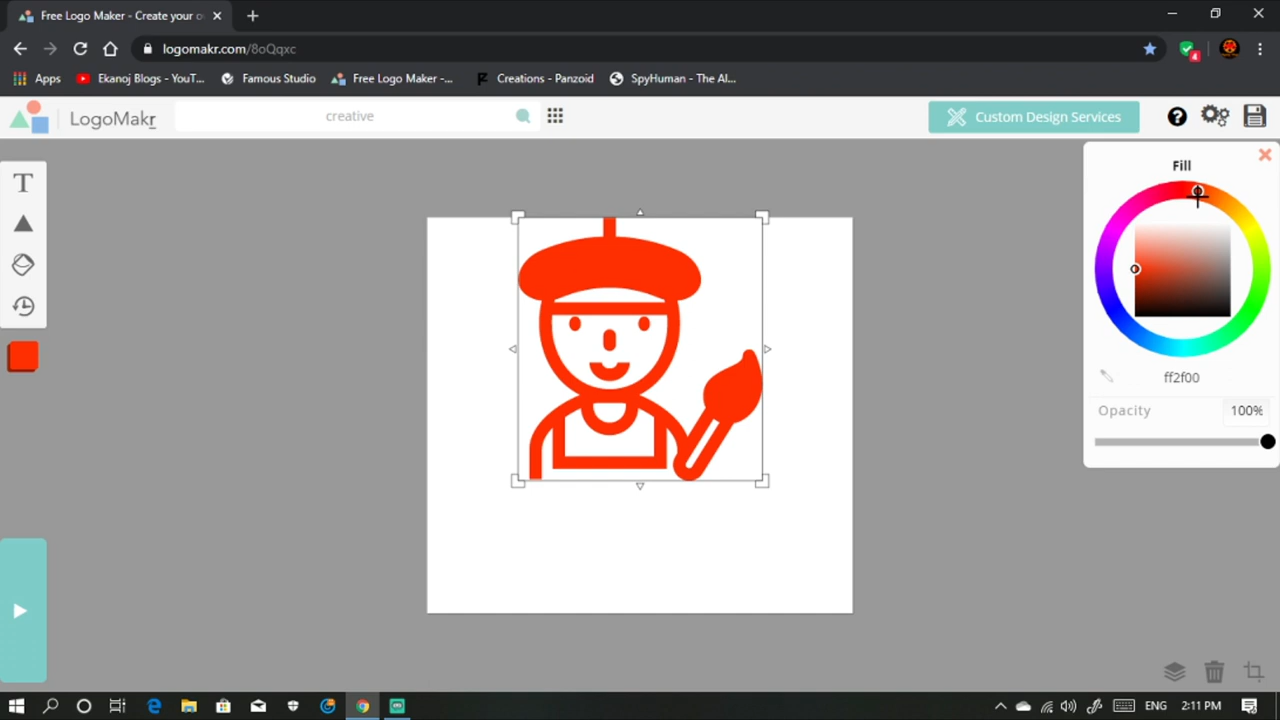 Free Logo Maker - Create your o
logomakr.com/8oQqxc
4
Apps
Ekanoj Blogs - YouT...
Famous Studio
Free Logo Maker -...
Creations - Panzoid
SpyHuman - The Al...
LogoMakr
creative
Custom Design Services
?
T
Fill
ff2f00
Opacity
100%
ENG
2:11 PM